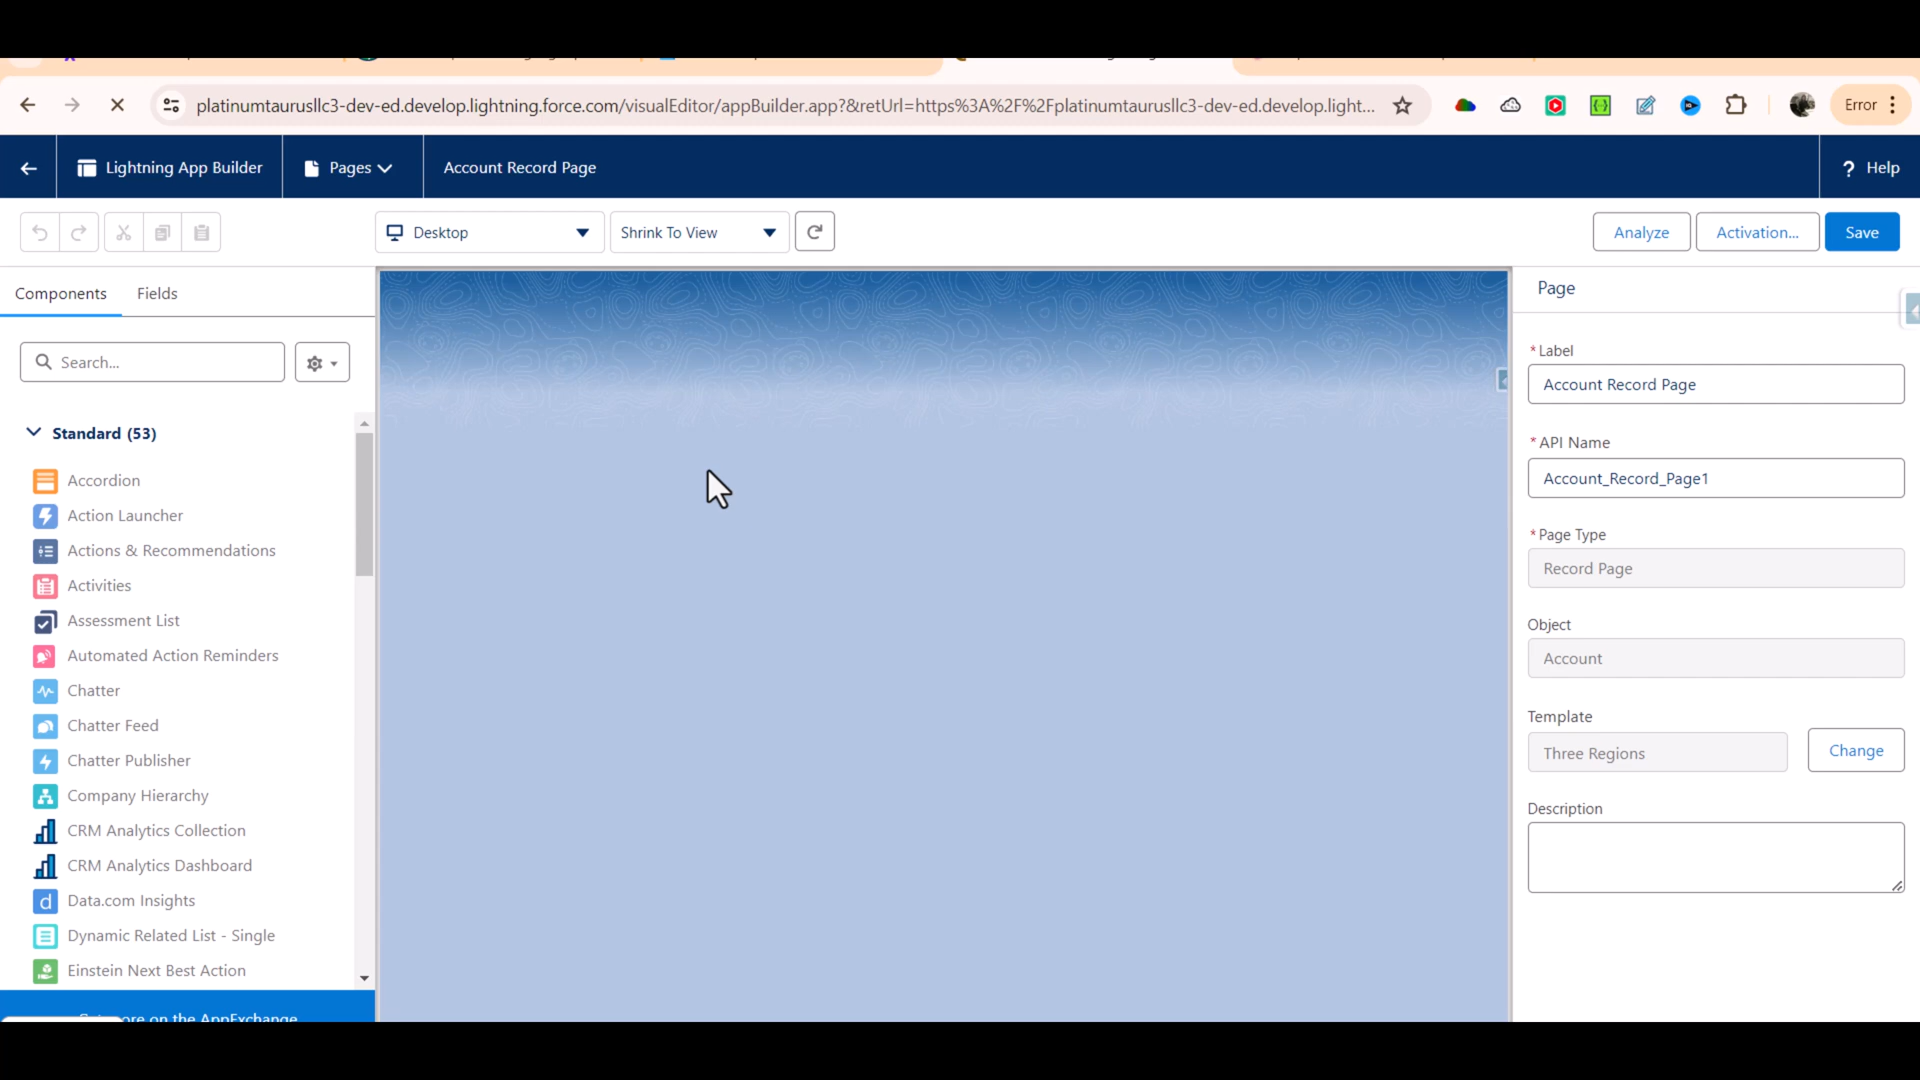 platinumtaurusllc3-dev-ed.develop.lightning.force.com/visualEditor/appBuilder.app?&retUrl=https%3A%2F%2Fplatinumtaurusllc3-dev-ed.develop.light...
Error
Lightning App Builder
Pages
Account Record Page
? Help
Desktop
Shrink To View
Analyze
Activation...
Save
Components
Fields
Search...
Standard (53)
Accordion
Action Launcher
Actions & Recommendations
Activities
Assessment List
Automated Action Reminders
Chatter
Chatter Feed
Chatter Publisher
Company Hierarchy
CRM Analytics Collection
CRM Analytics Dashboard
Data.com Insights
Dynamic Related List - Single
Einstein Next Best Action
on the AppExchange
Page
* Label
Account Record Page
* API Name
Account_Record_Page1
* Page Type
Record Page
Object
Account
Template
Three Regions
Change
Description